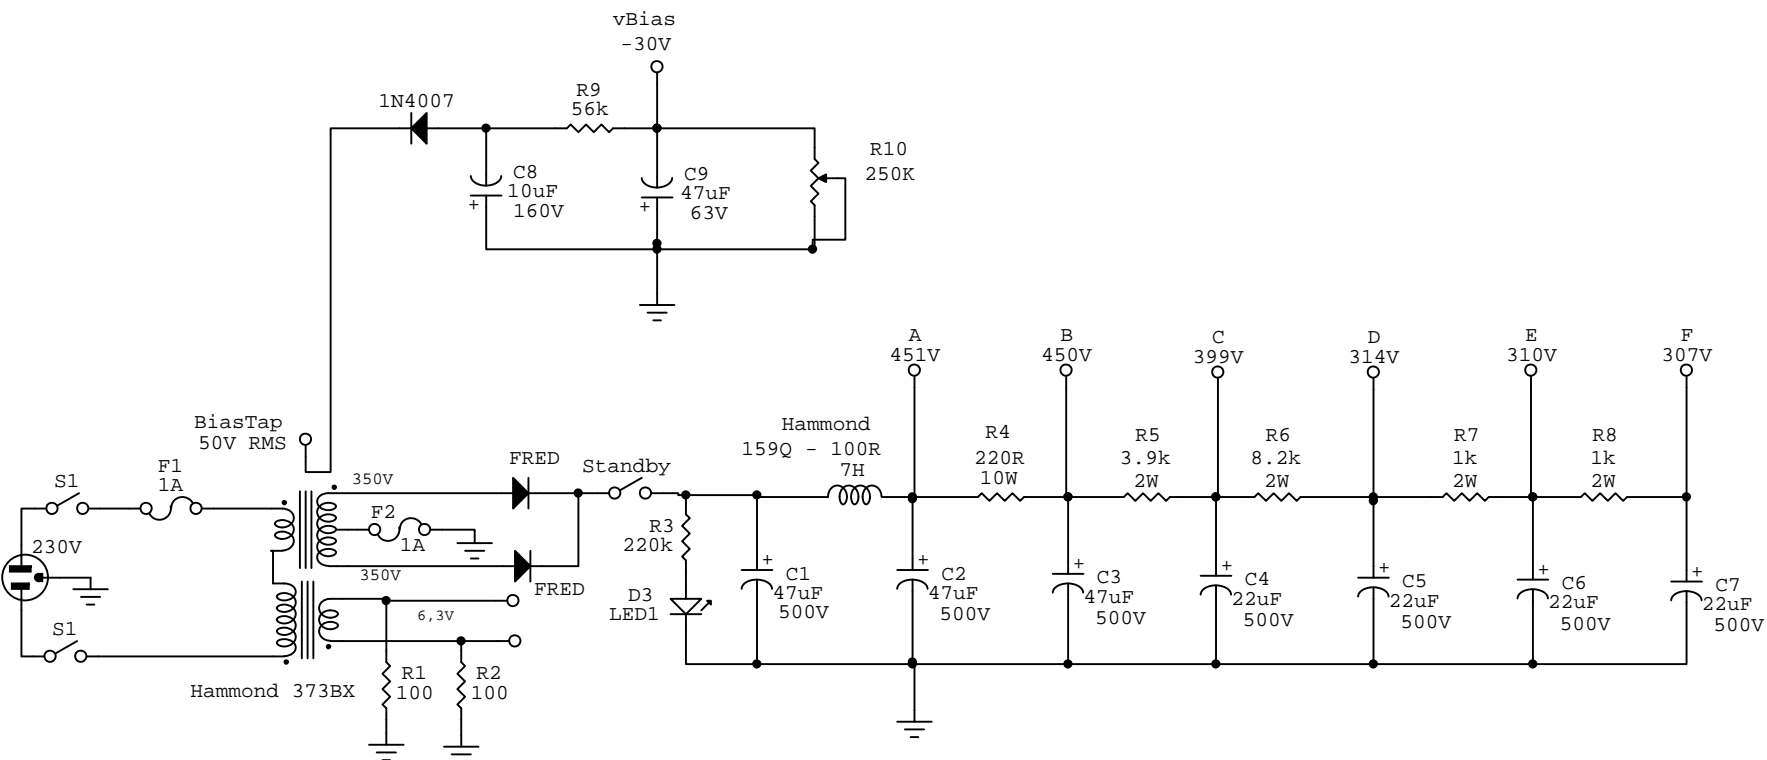 vBias
-30V
1N4007
R9
56k
R10
250K
C8
10uF
160V
+
C9
47uF
63V
+
A
451V
B
450V
C
399V
D
314V
E
310V
F
307V
BiasTap
50V RMS
S1
F1
1A
350V
FRED
Standby
Hammond
159Q - 100R
7H
R4
220R
10W
R5
3.9k
2W
R6
8.2k
2W
R7
1k
2W
R8
1k
2W
230V
F2
1A
350V
FRED
R3
220k
D3
LED1
+
C1
47uF
500V
+
C2
47uF
500V
+
C3
47uF
500V
+
C4
22uF
500V
+
C5
22uF
500V
+
C6
22uF
500V
+
C7
22uF
500V
6,3V
S1
Hammond 373BX
R1
100
R2
100